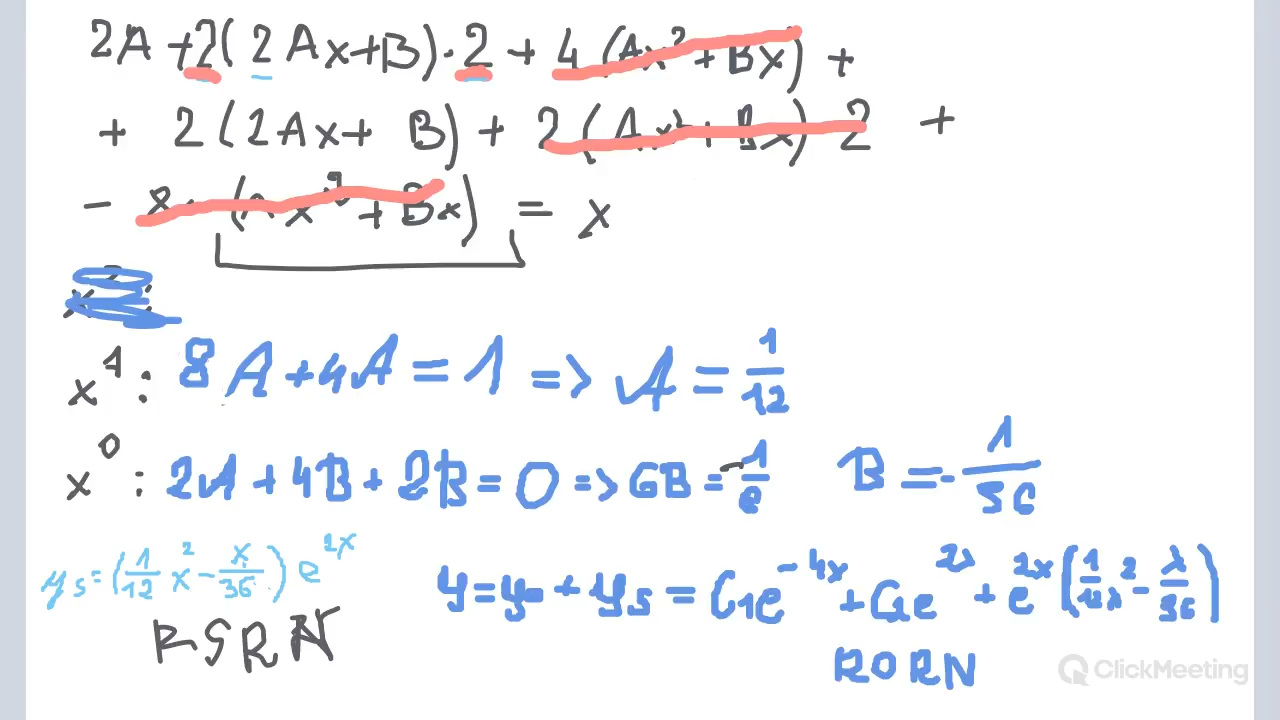 2A + 2(2Ax+B)·2 + 4(Ax²+Bx) +
+ 2(2Ax+B) + 2(Ax²+Bx)·2 +
- 8·(Ax²+Bx) = x
x¹: 8A+4A=1 => A=1/12
x⁰: 2A+4B+2B=0 => 6B=-1/6 B=-1/36
ys=(1/12 x²-x/36)e^2x
y=yo+ys=C₁e^-4x+C₂e^2x+e^2x(1/12 x²-x/36)
RSRN
RORN
ClickMeeting